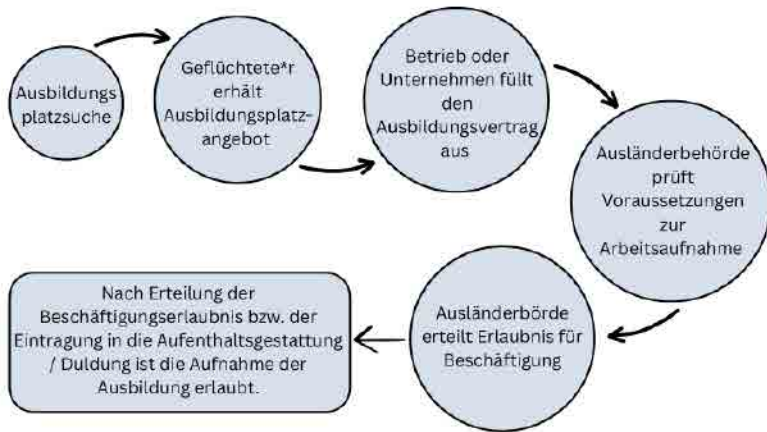 Ausbildungs
platzsuche
Geflüchtete*r
erhält
Ausbildungsplatz-
angebot
Betrieb oder
Unternehmen füllt
den
Ausbildungsvertrag
aus
Ausländerbehörde
prüft
Voraussetzungen
zur
Arbeitsaufnahme
Ausländerbörde
erteilt Erlaubnis für
Beschäftigung
Nach Erteilung der
Beschäftigungserlaubnis bzw. der
Eintragung in die Aufenthaltsgestattung
/ Duldung ist die Aufnahme der
Ausbildung erlaubt.